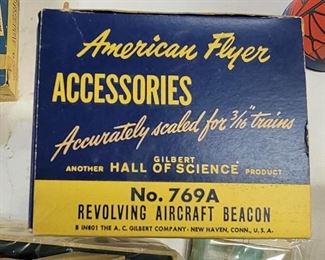 American Flyer
ACCESSORIES
Accurately scaled for 3/16" trains
GILBERT
ANOTHER HALL OF SCIENCE PRODUCT
No. 769A
REVOLVING AIRCRAFT BEACON
B IN801 THE A. C. GILBERT COMPANY - NEW HAVEN, CONN., U. S. A.